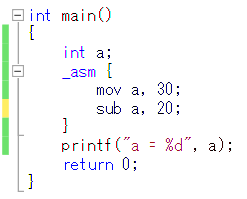 int main()
{
int a;
_asm {
mov a, 30;
sub a, 20;
}
printf("a = %d", a);
return 0;
}